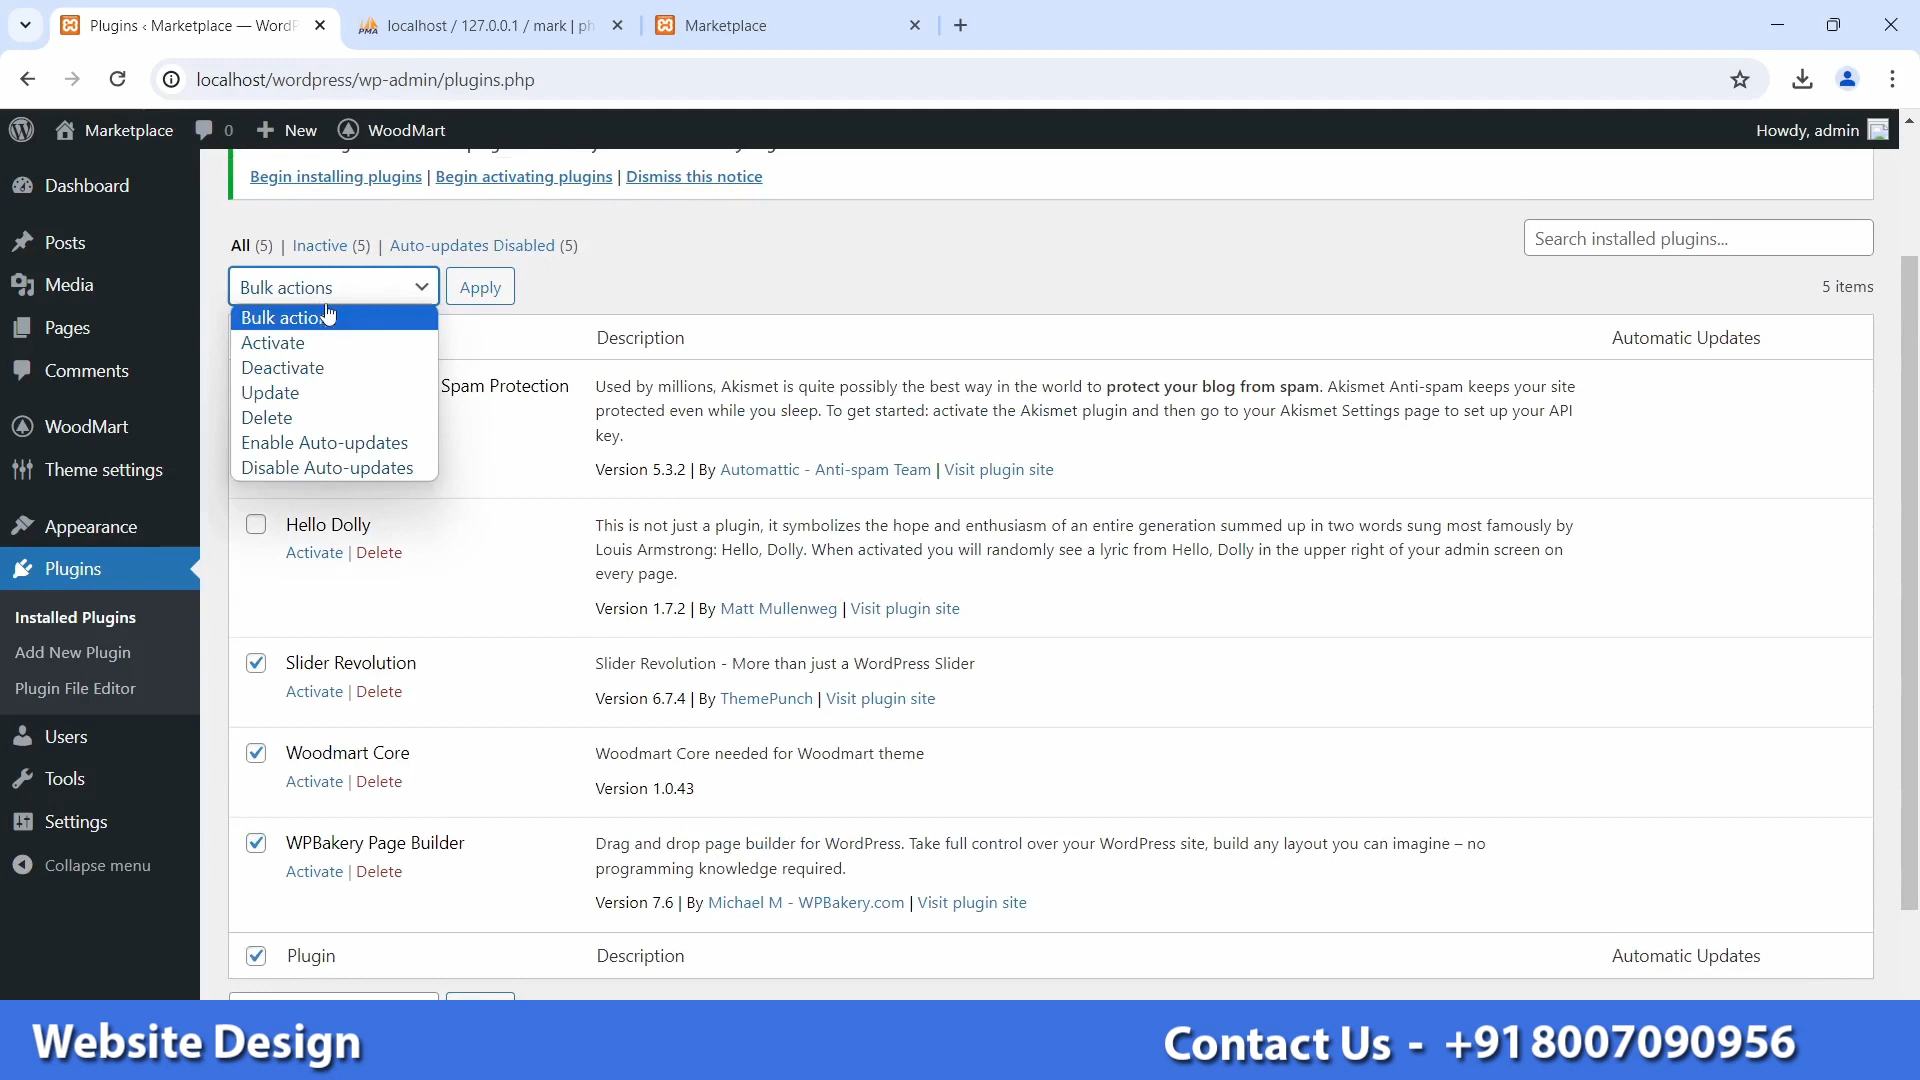 Plugins ‹ Marketplace — WordP
localhost / 127.0.0.1 / mark | ph
Marketplace
localhost/wordpress/wp-admin/plugins.php
Marketplace
0
New
WoodMart
Howdy, admin
Dashboard
Posts
Media
Pages
Comments
WoodMart
Theme settings
Appearance
Plugins
Installed Plugins
Add New Plugin
Plugin File Editor
Users
Tools
Settings
Collapse menu
Begin installing plugins | Begin activating plugins | Dismiss this notice
All (5) | Inactive (5) | Auto-updates Disabled (5)
Search installed plugins...
Bulk actions
Apply
5 items
Bulk actio
Activate
Deactivate
Update
Delete
Enable Auto-updates
Disable Auto-updates
Description
Automatic Updates
Spam Protection
Used by millions, Akismet is quite possibly the best way in the world to protect your blog from spam. Akismet Anti-spam keeps your site
protected even while you sleep. To get started: activate the Akismet plugin and then go to your Akismet Settings page to set up your API
key.
Version 5.3.2 | By Automattic - Anti-spam Team | Visit plugin site
Hello Dolly
Activate | Delete
This is not just a plugin, it symbolizes the hope and enthusiasm of an entire generation summed up in two words sung most famously by
Louis Armstrong: Hello, Dolly. When activated you will randomly see a lyric from Hello, Dolly in the upper right of your admin screen on
every page.
Version 1.7.2 | By Matt Mullenweg | Visit plugin site
Slider Revolution
Activate | Delete
Slider Revolution - More than just a WordPress Slider
Version 6.7.4 | By ThemePunch | Visit plugin site
Woodmart Core
Activate | Delete
Woodmart Core needed for Woodmart theme
Version 1.0.43
WPBakery Page Builder
Activate | Delete
Drag and drop page builder for WordPress. Take full control over your WordPress site, build any layout you can imagine – no
programming knowledge required.
Version 7.6 | By Michael M - WPBakery.com | Visit plugin site
Plugin
Description
Automatic Updates
Website Design
Contact Us - +91 8007090956